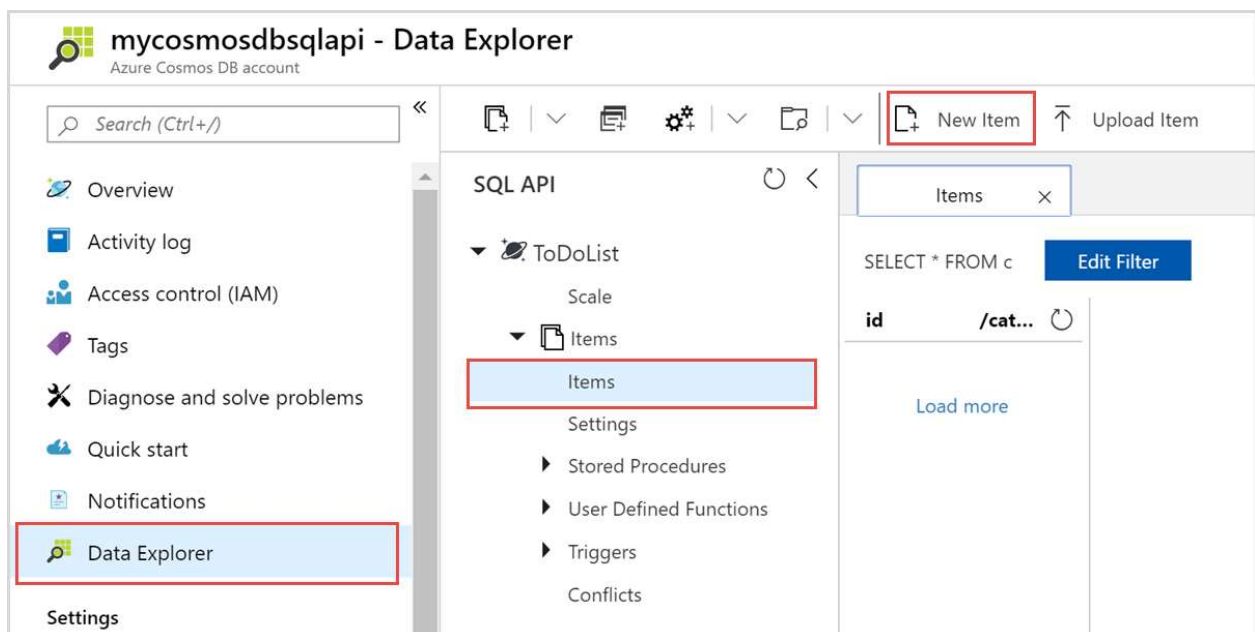 mycosmosdbsqlapi - Data Explorer
Azure Cosmos DB account
Search (Ctrl+/)
«
Overview
Activity log
Access control (IAM)
Tags
Diagnose and solve problems
Quick start
Notifications
Data Explorer
Settings
New Item
Upload Item
SQL API
ToDoList
Scale
Items
Items
Settings
Stored Procedures
User Defined Functions
Triggers
Conflicts
Items
SELECT * FROM c
Edit Filter
id /cat...
Load more